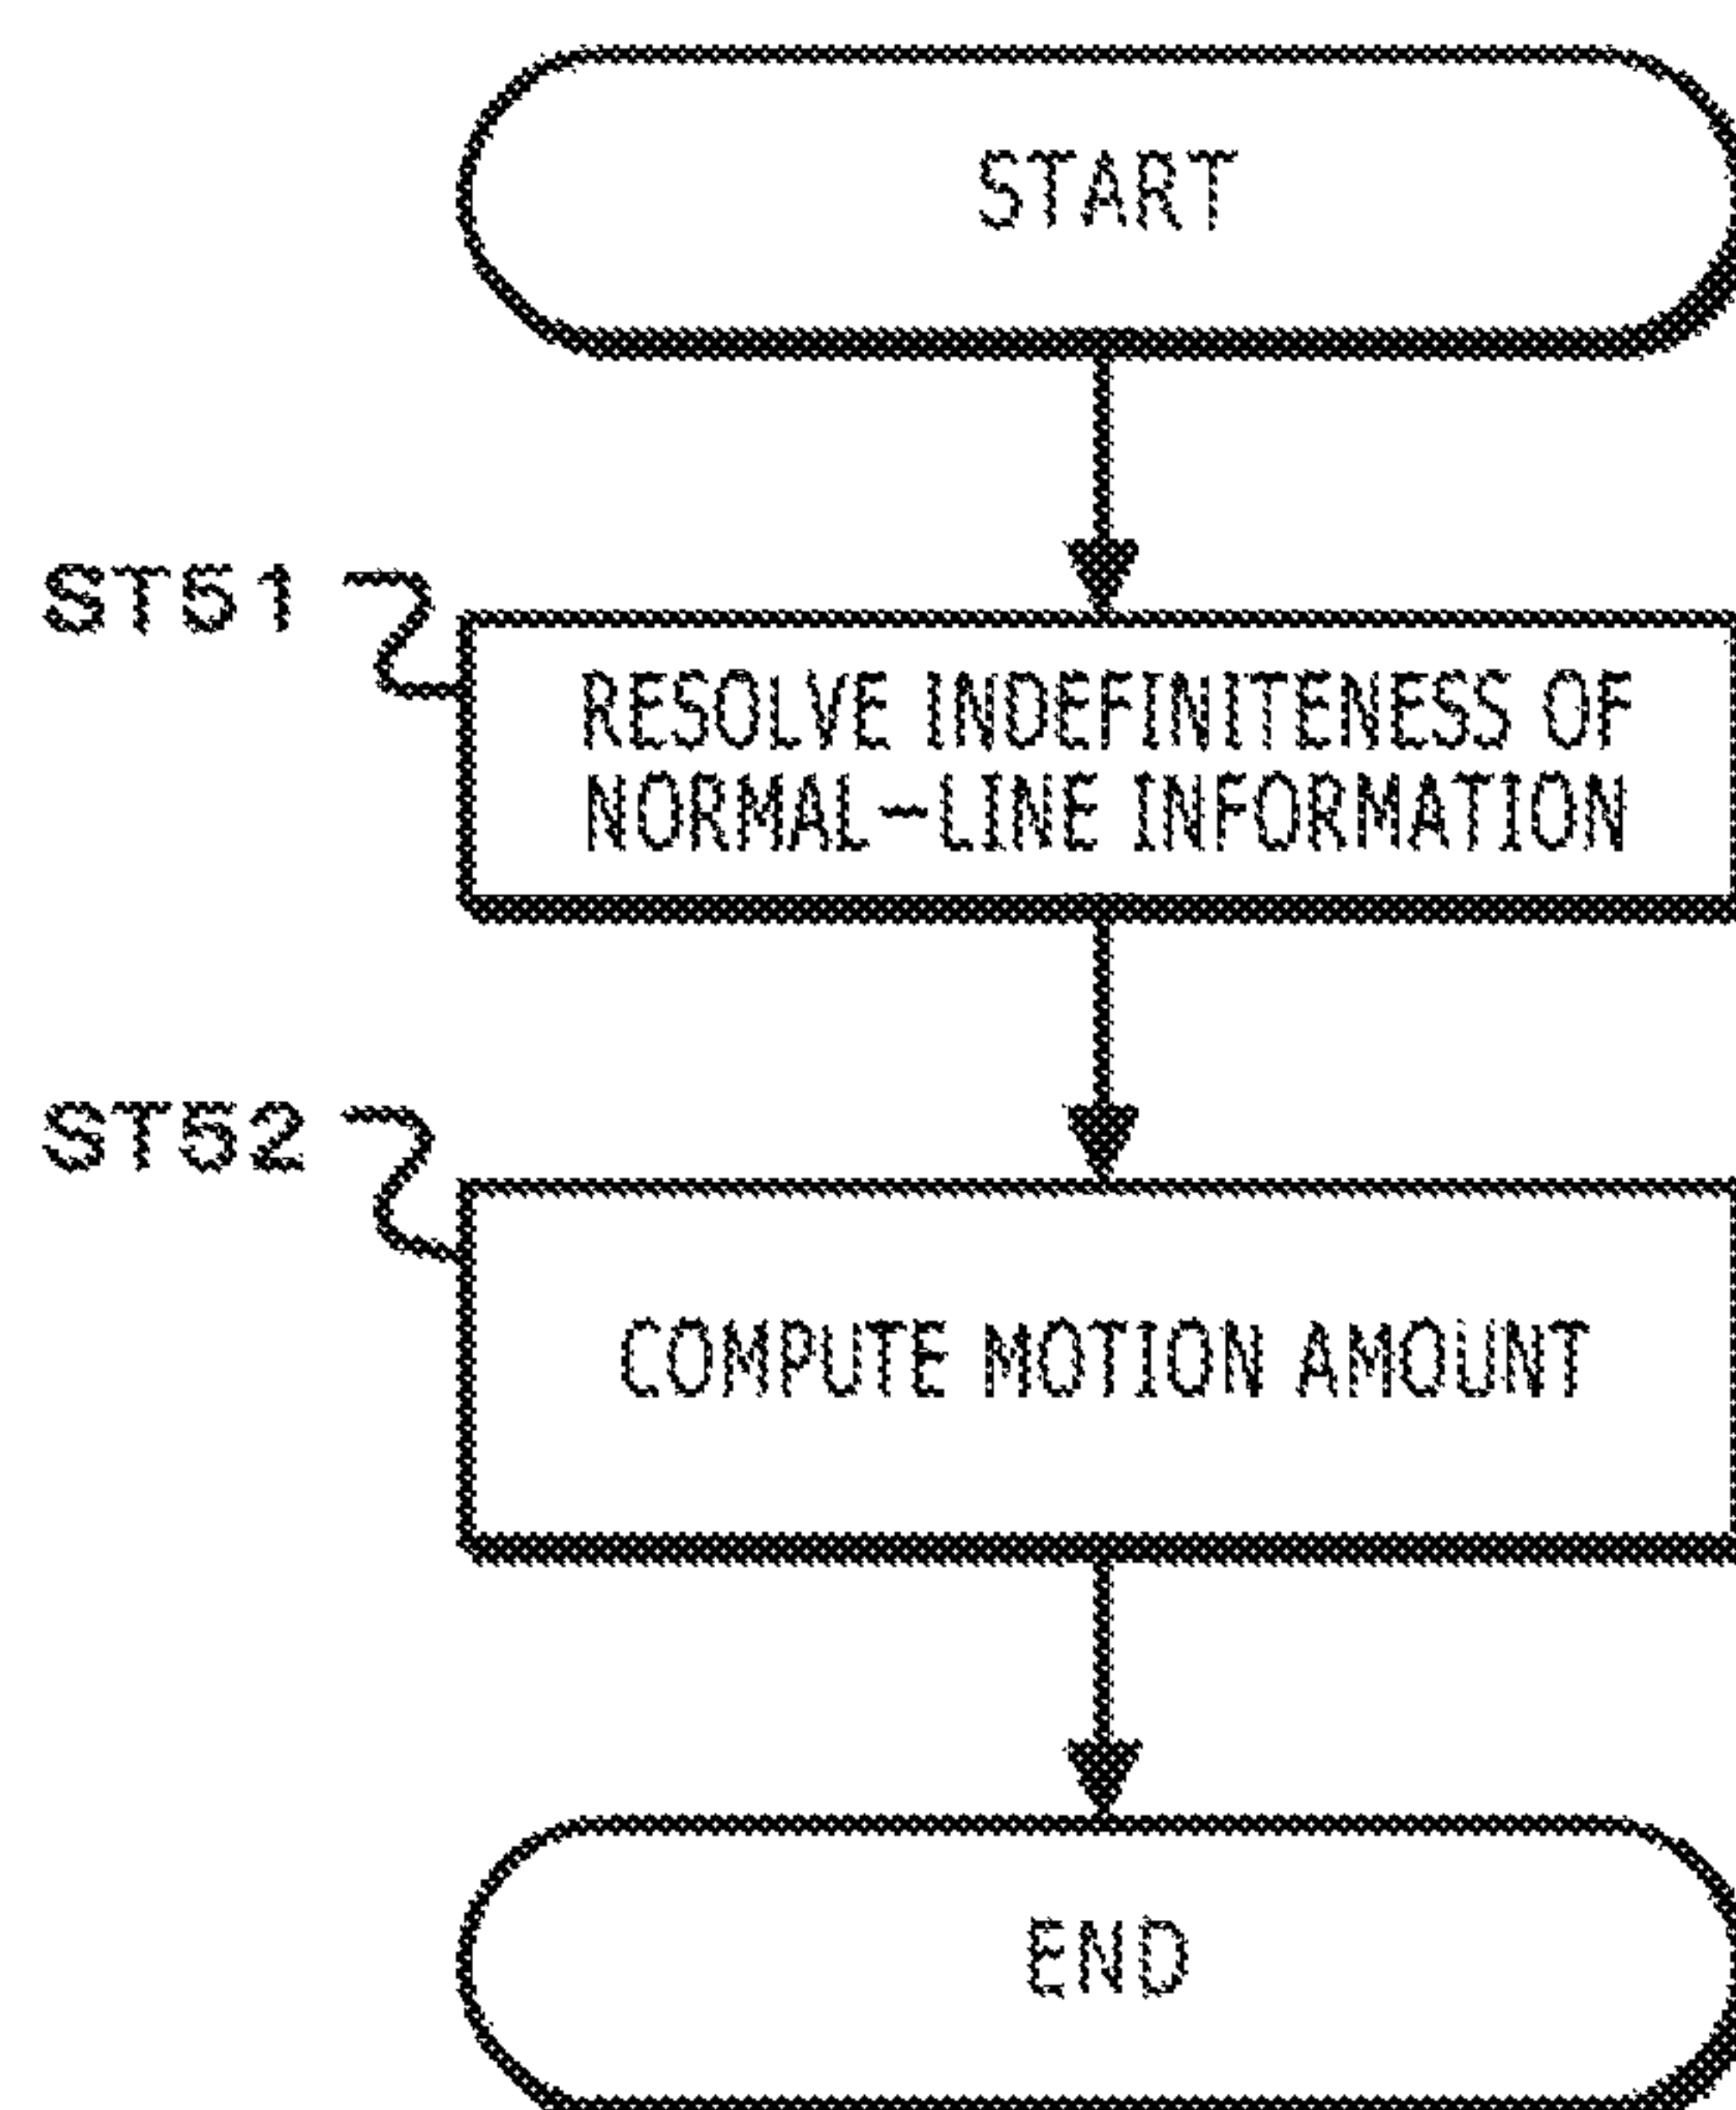 START
ST51
RESOLVE INDEFINITENESS OF
NORMAL-LINE INFORMATION
ST52
COMPUTE MOTION AMOUNT
END